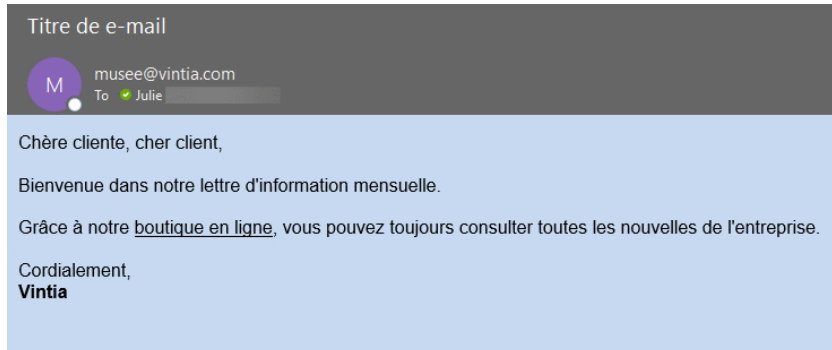 Titre de e-mail
M
musee@vintia.com
To Julie
Chère cliente, cher client,
Bienvenue dans notre lettre d'information mensuelle.
Grâce à notre boutique en ligne, vous pouvez toujours consulter toutes les nouvelles de l'entreprise.
Cordialement,
Vintia